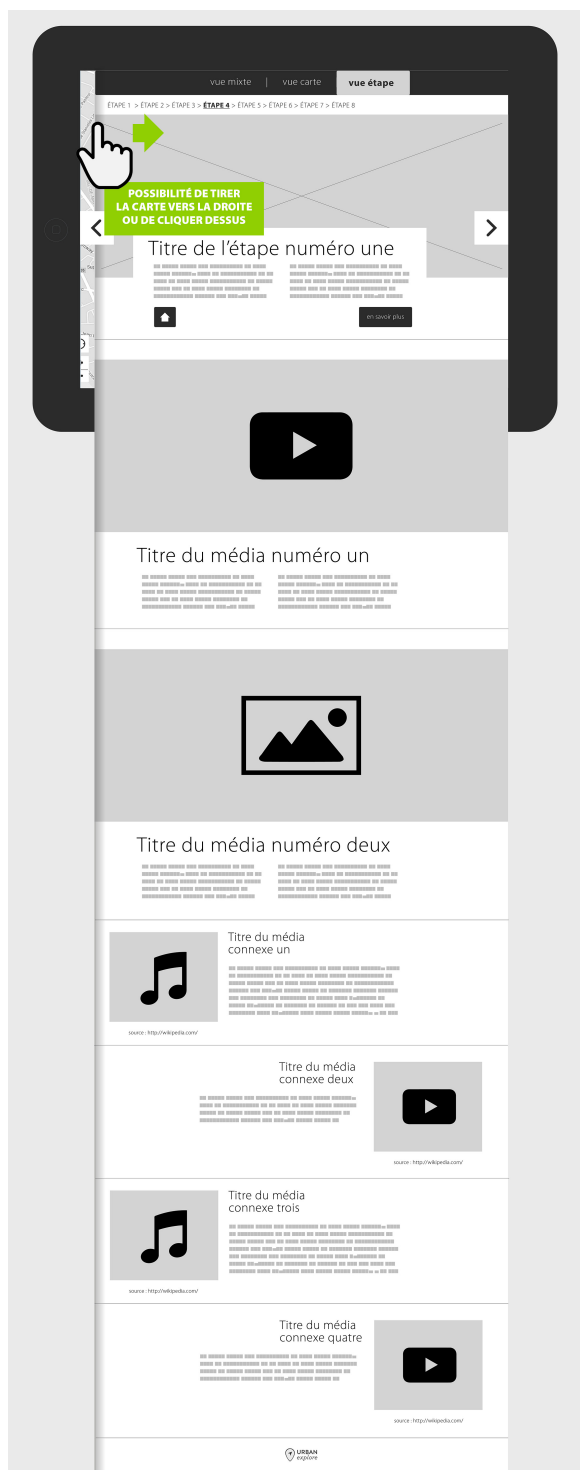 vue mixte | vue carte vue étape
ÉTAPE 1 > ÉTAPE 2 > ÉTAPE 3 > ÉTAPE 4 > ÉTAPE 5 > ÉTAPE 6 > ÉTAPE 7 > ÉTAPE 8
POSSIBILITÉ DE TIRER
LA CARTE VERS LA DROITE
OU DE CLIQUER DESSUS
Titre de l’étape numéro une
en savoir plus
Titre du média numéro un
Titre du média numéro deux
Titre du média
connexe un
source : http://wikipedia.com/
Titre du média
connexe deux
source : http://wikipedia.com/
Titre du média
connexe trois
source : http://wikipedia.com/
Titre du média
connexe quatre
source : http://wikipedia.com/
URBAN
explore